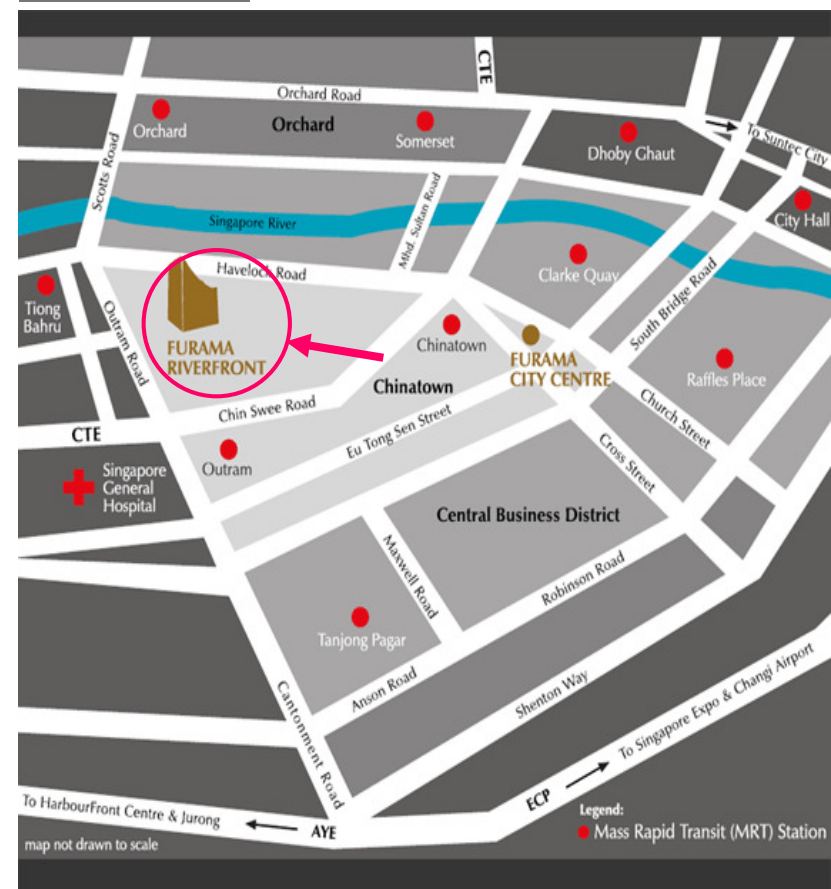 CTE
Orchard Road
Orchard
Orchard
Somerset
Dhoby Ghaut
To Suntec City
Scotts Road
Mhd. Sultan Road
City Hall
Singapore River
Havelock Road
Clarke Quay
South Bridge Road
Tiong
Bahru
Outram Road
FURAMA
RIVERFRONT
Chinatown
FURAMA
CITY CENTRE
Raffles Place
Chinatown
Chin Swee Road
Church Street
CTE
Eu Tong Sen Street
Cross Street
Outram
Singapore
General
Hospital
Central Business District
Maxwell Road
Robinson Road
Tanjong Pagar
Anson Road
Shenton Way
Cantonment Road
To Singapore Expo & Changi Airport
ECP
To HarbourFront Centre & Jurong
AYE
Legend:
Mass Rapid Transit (MRT) Station
map not drawn to scale